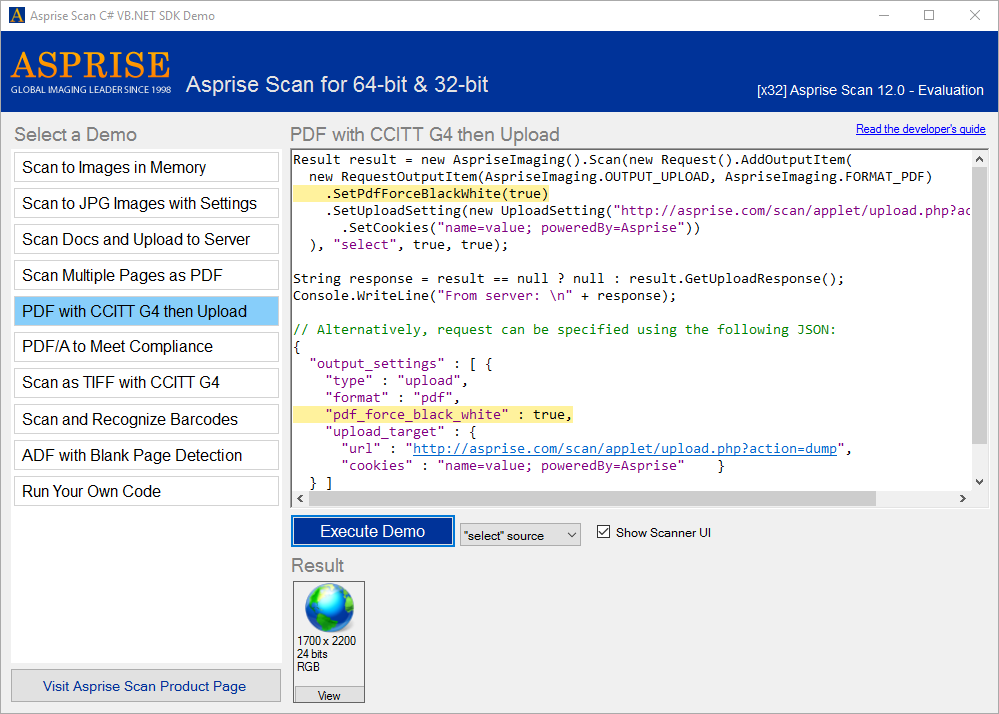 Asprise Scan C# VB.NET SDK Demo
ASPRISE
GLOBAL IMAGING LEADER SINCE 1998
Asprise Scan for 64-bit & 32-bit
[x32] Asprise Scan 12.0 - Evaluation
Select a Demo
Scan to Images in Memory
Scan to JPG Images with Settings
Scan Docs and Upload to Server
Scan Multiple Pages as PDF
PDF with CCITT G4 then Upload
PDF/A to Meet Compliance
Scan as TIFF with CCITT G4
Scan and Recognize Barcodes
ADF with Blank Page Detection
Run Your Own Code
Visit Asprise Scan Product Page
PDF with CCITT G4 then Upload
Read the developer's guide
Result result = new AspriseImaging().Scan(new Request().AddOutputItem(
  new RequestOutputItem(AspriseImaging.OUTPUT_UPLOAD, AspriseImaging.FORMAT_PDF)
    .SetPdfForceBlackWhite(true)
    .SetUploadSetting(new UploadSetting("http://asprise.com/scan/applet/upload.php?ac
      .SetCookies("name=value; poweredBy=Asprise"))
  ), "select", true, true);
String response = result == null ? null : result.GetUploadResponse();
Console.WriteLine("From server: \n" + response);
// Alternatively, request can be specified using the following JSON:
{
  "output_settings" : [ {
    "type" : "upload",
    "format" : "pdf",
    "pdf_force_black_white" : true,
    "upload_target" : {
      "url" : "http://asprise.com/scan/applet/upload.php?action=dump",
      "cookies" : "name=value; poweredBy=Asprise"    }
  } ]
Execute Demo
"select" source
Show Scanner UI
Result
1700 x 2200
24 bits
RGB
View